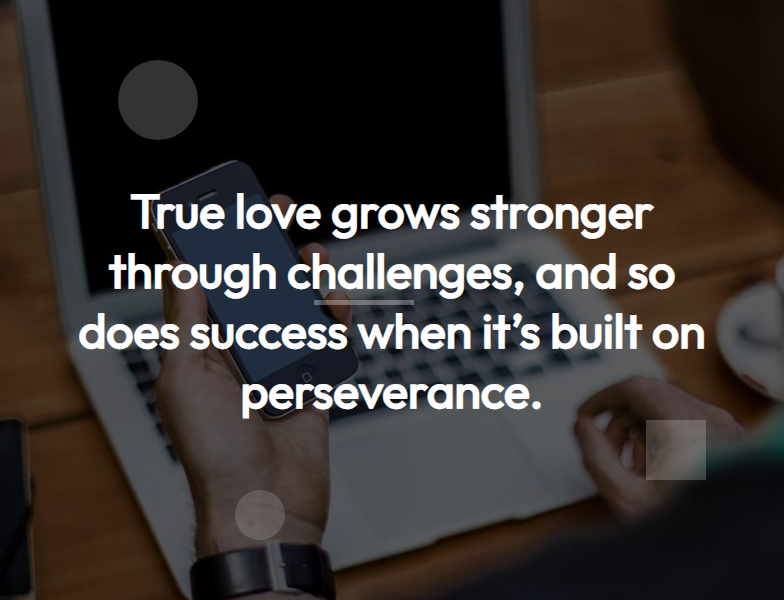 True love grows stronger
through challenges, and so
does success when it’s built on
perseverance.